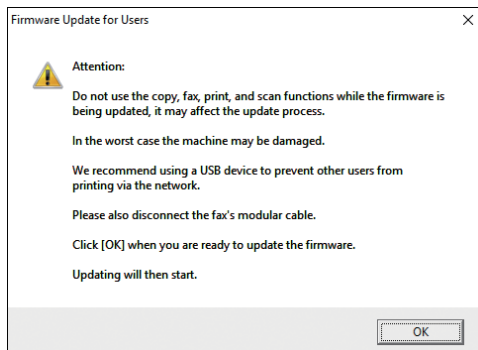 Firmware Update for Users
Attention:
Do not use the copy, fax, print, and scan functions while the firmware is
being updated, it may affect the update process.
In the worst case the machine may be damaged.
We recommend using a USB device to prevent other users from
printing via the network.
Please also disconnect the fax's modular cable.
Click [OK] when you are ready to update the firmware.
Updating will then start.
OK